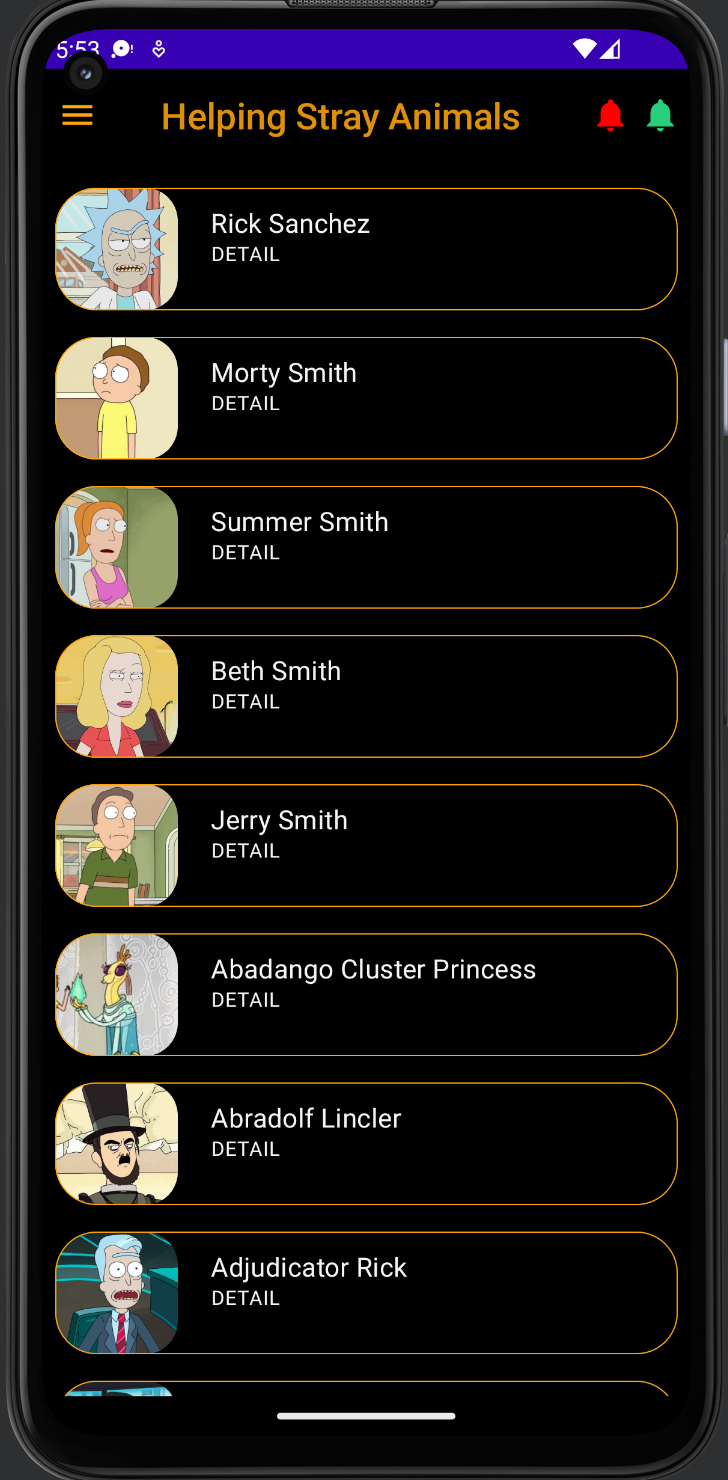 5:53
Helping Stray Animals
Rick Sanchez
DETAIL
Morty Smith
DETAIL
Summer Smith
DETAIL
Beth Smith
DETAIL
Jerry Smith
DETAIL
Abadango Cluster Princess
DETAIL
Abradolf Lincler
DETAIL
Adjudicator Rick
DETAIL